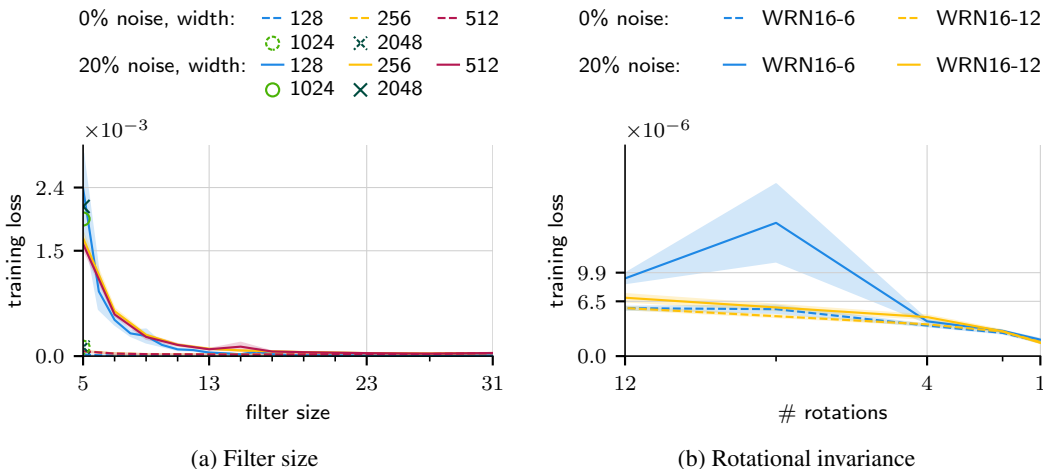 0% noise, width: 128 256 512
1024 2048
20% noise, width: 128 256 512
1024 2048
×10⁻³
2.4
1.5
0.0
training loss
5 13 23 31
filter size
(a) Filter size
0% noise: WRN16-6 WRN16-12
20% noise: WRN16-6 WRN16-12
×10⁻⁶
9.9
6.5
0.0
training loss
12 4 1
# rotations
(b) Rotational invariance